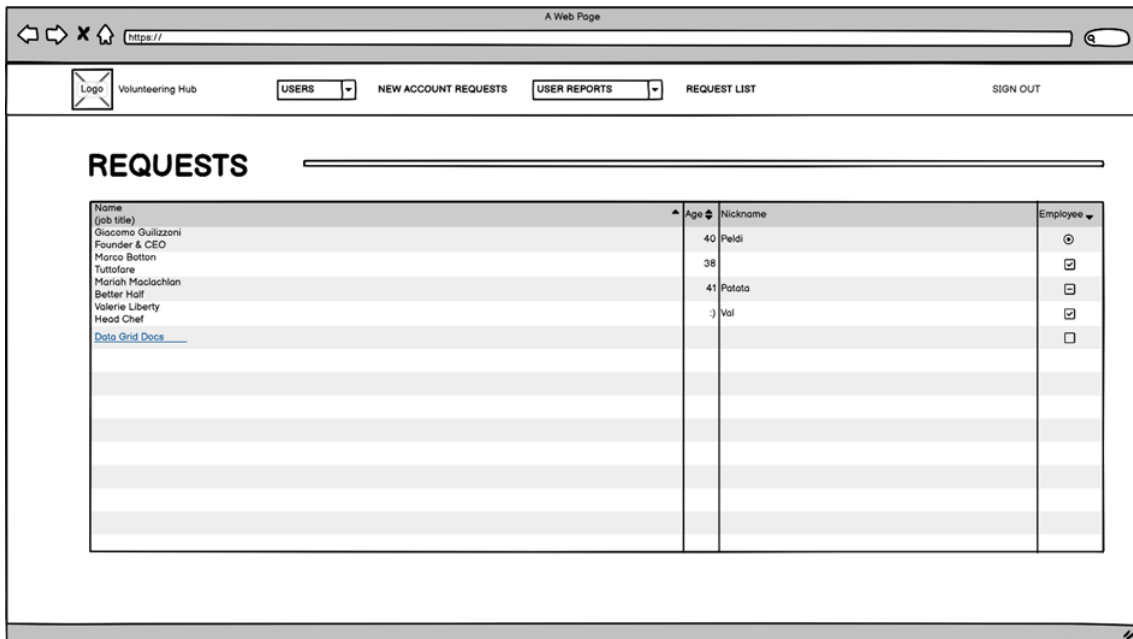 A Web Page
https://
Logo Volunteering Hub USERS NEW ACCOUNT REQUESTS USER REPORTS REQUEST LIST SIGN OUT
REQUESTS
Name
(job title) Age Nickname Employee
Giacomo Guilizzoni
Founder & CEO 40 Peldi
Marco Botton
Tuttofare 38
Mariah Maclachlan
Better Half 41 Patata
Valerie Liberty
Head Chef :) Val
Data Grid Docs